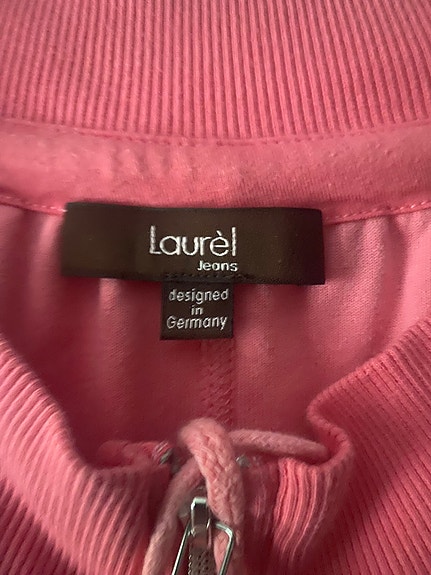 Laurèl
Jeans
designed
in
Germany